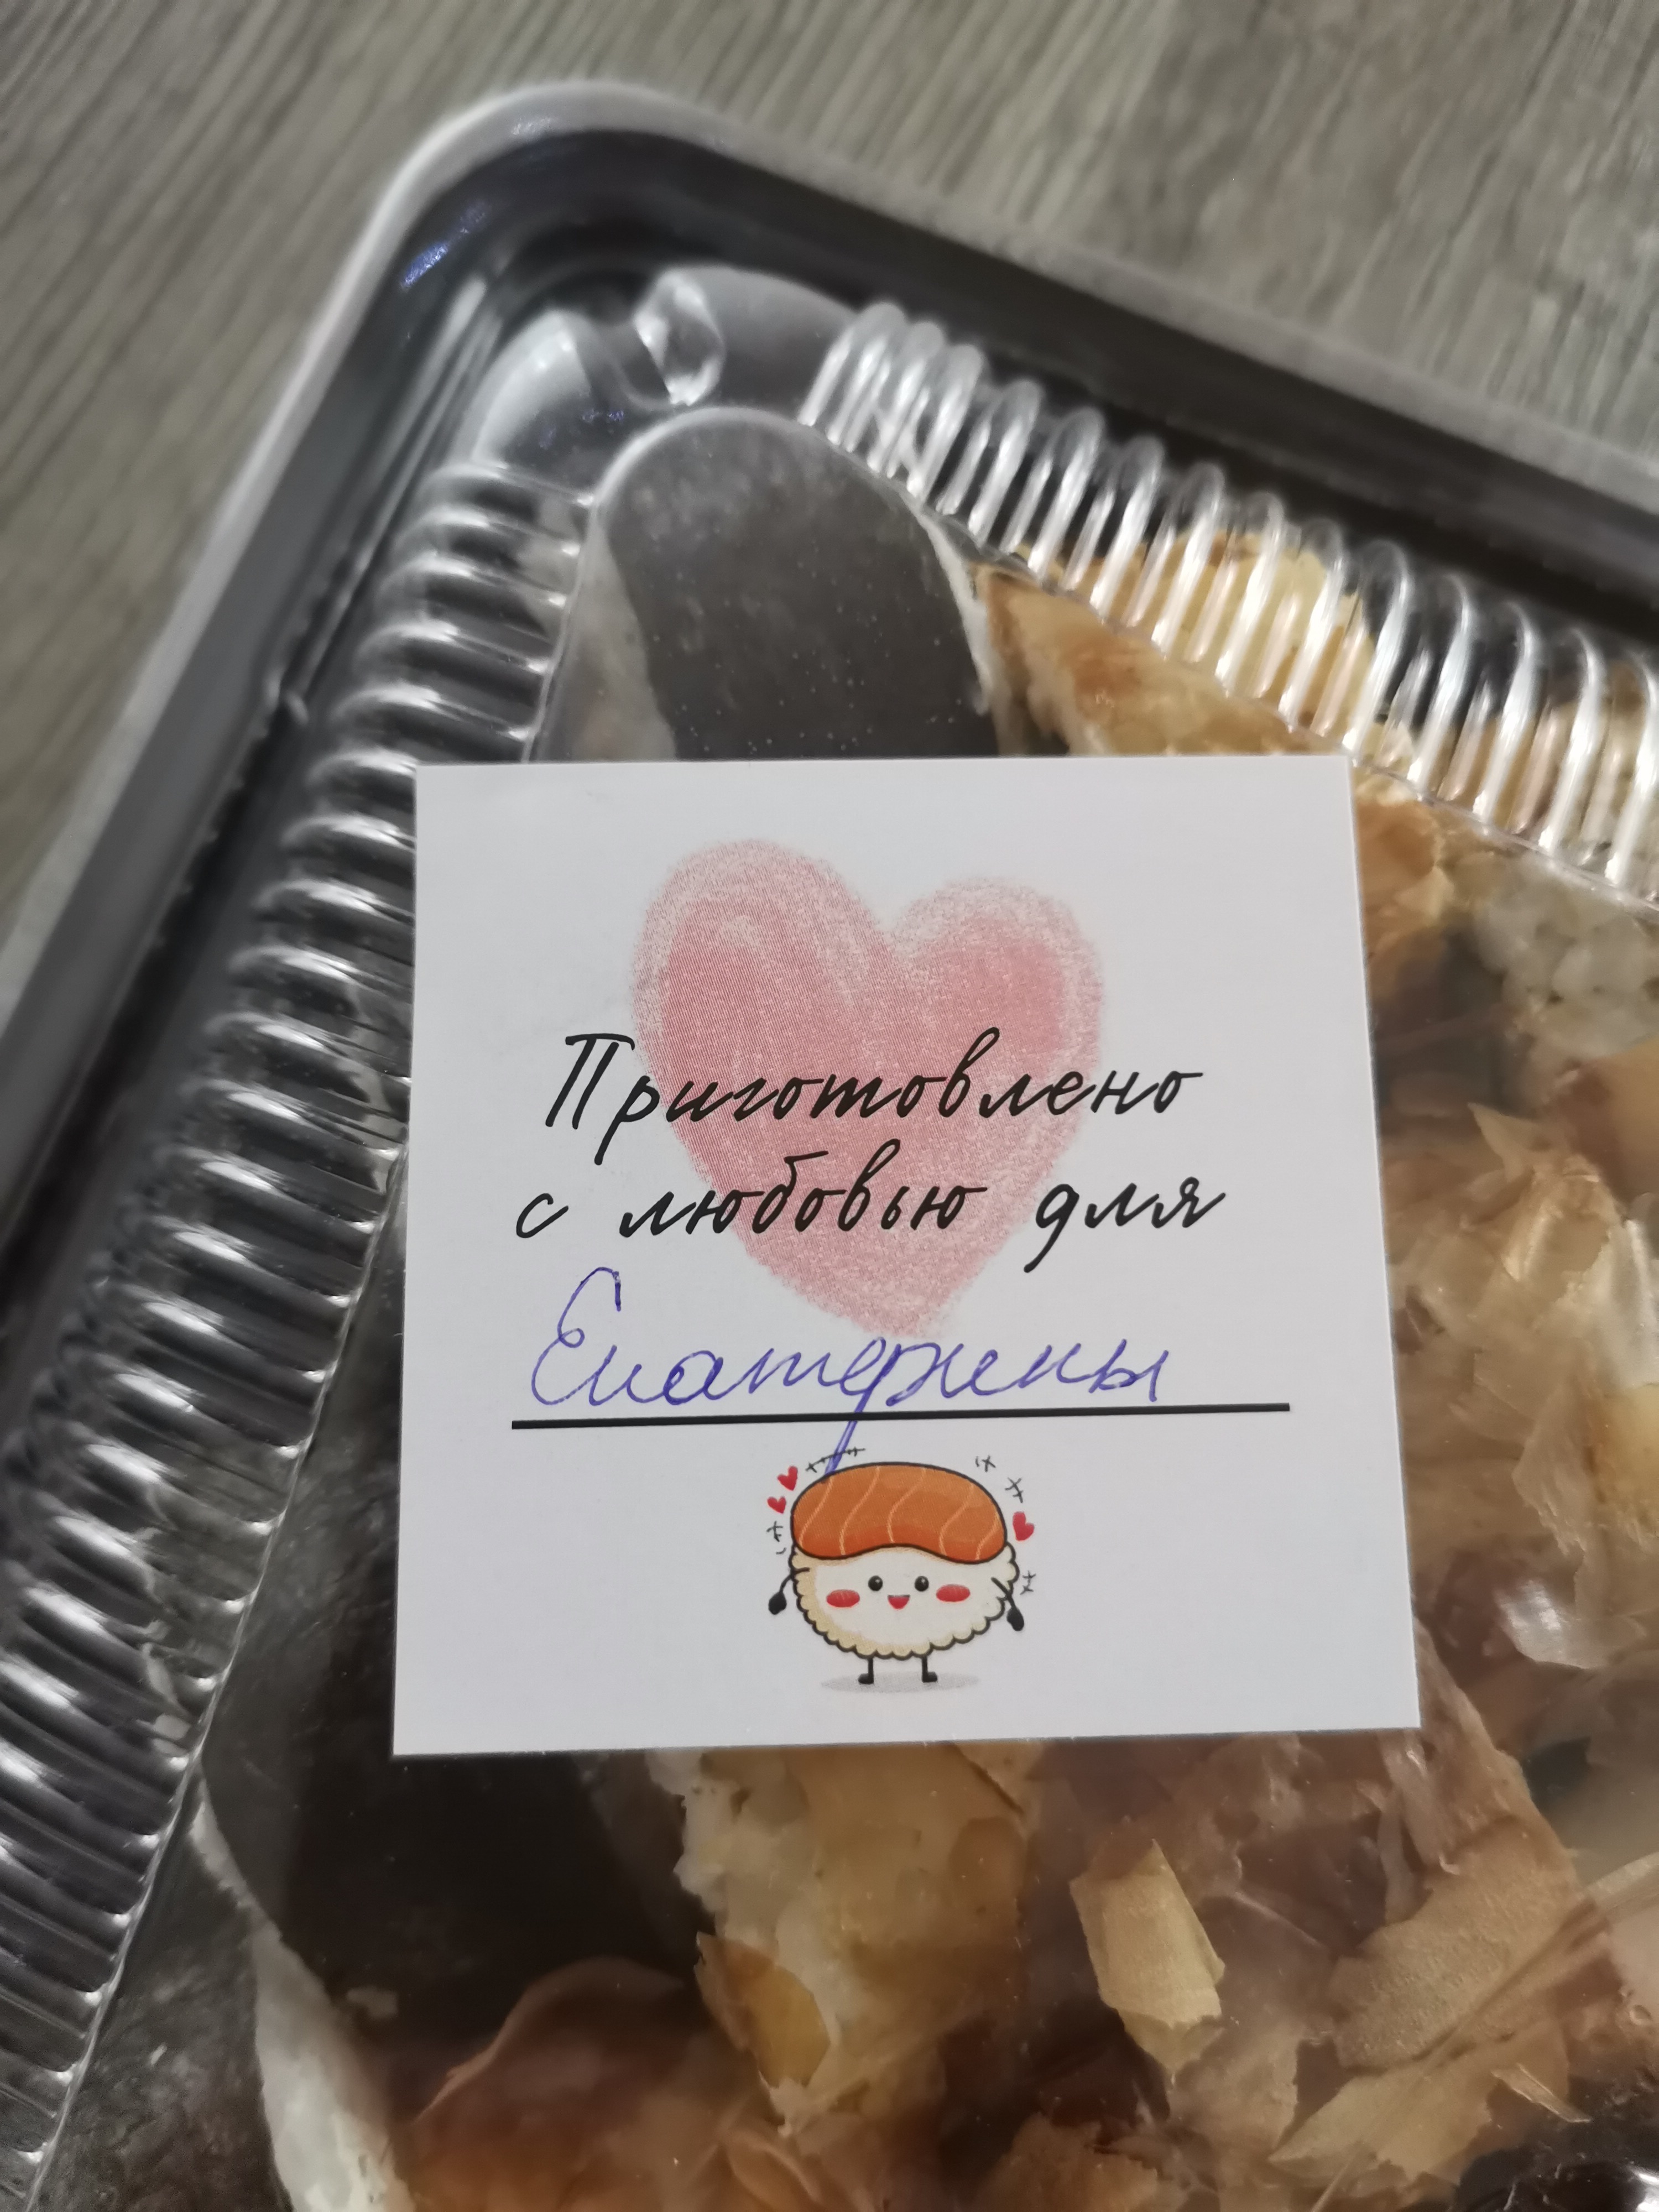 Приготовлено
с любовью для
Екатерины